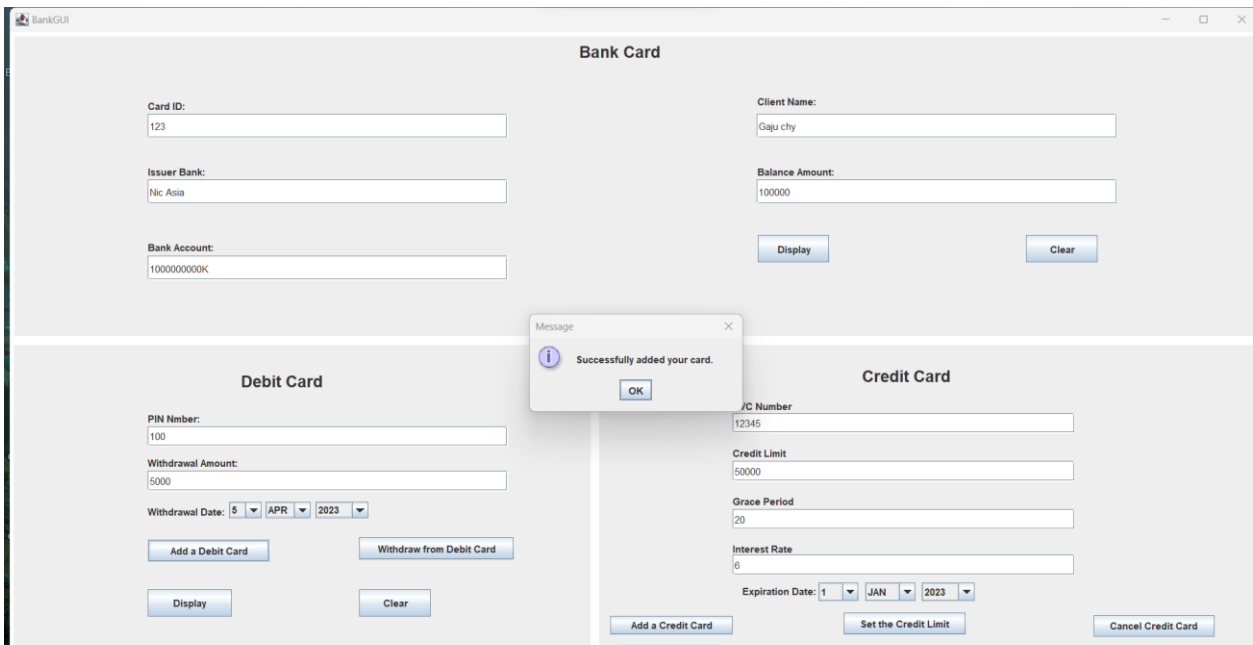 BankGUI
Bank Card
Card ID:
123
Client Name:
Gaju chy
Issuer Bank:
Nic Asia
Balance Amount:
100000
Bank Account:
1000000000K
Display
Clear
Message
Successfully added your card.
OK
Debit Card
PIN Nmber:
100
Withdrawal Amount:
5000
Withdrawal Date: 5 APR 2023
Add a Debit Card
Withdraw from Debit Card
Display
Clear
Credit Card
VC Number
12345
Credit Limit
50000
Grace Period
20
Interest Rate
6
Expiration Date: 1 JAN 2023
Add a Credit Card
Set the Credit Limit
Cancel Credit Card